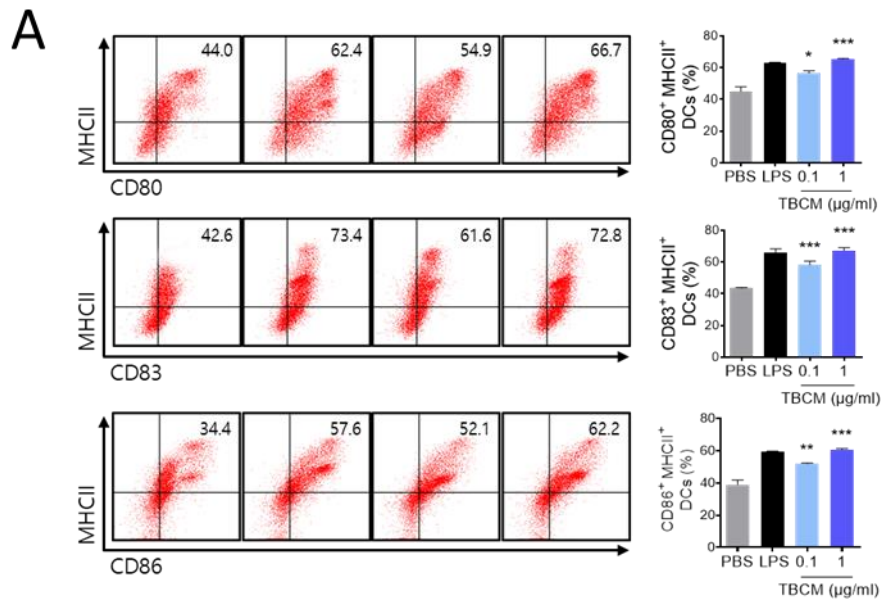 A
MHCII
44.0 62.4 54.9 66.7
CD80
CD80+ MHCII+
DCs (%)
80
60
40
20
0
* ***
PBS LPS 0.1 1
TBCM (μg/ml)
MHCII
42.6 73.4 61.6 72.8
CD83
CD83+ MHCII+
DCs (%)
80
60
40
20
0
*** ***
PBS LPS 0.1 1
TBCM (μg/ml)
MHCII
34.4 57.6 52.1 62.2
CD86
CD86+ MHCII+
DCs (%)
80
60
40
20
0
** ***
PBS LPS 0.1 1
TBCM (μg/ml)